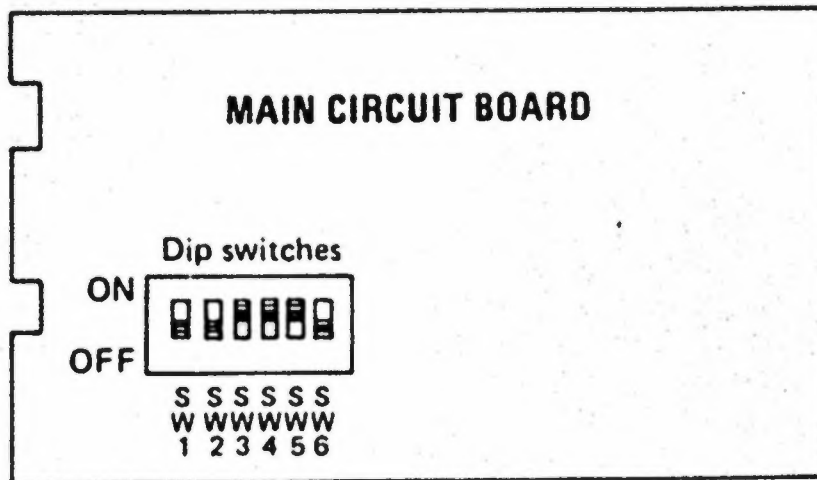 MAIN CIRCUIT BOARD
Dip switches
ON
OFF
S S S S S S
W W W W W W
1 2 3 4 5 6